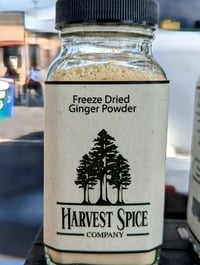 Freeze Dried
Ginger Powder
HARVEST SPICE
COMPANY